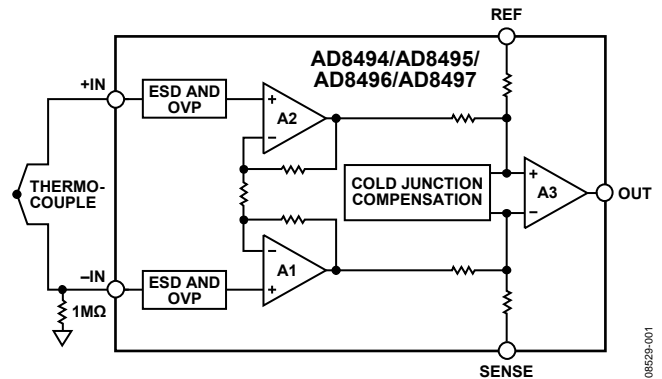 REF
AD8494/AD8495/
AD8496/AD8497
+IN
ESD AND
OVP
+
A2
–
THERMO-
COUPLE
COLD JUNCTION
COMPENSATION
+
A3
–
OUT
–
A1
+
–IN
ESD AND
OVP
1MΩ
SENSE
08529-001